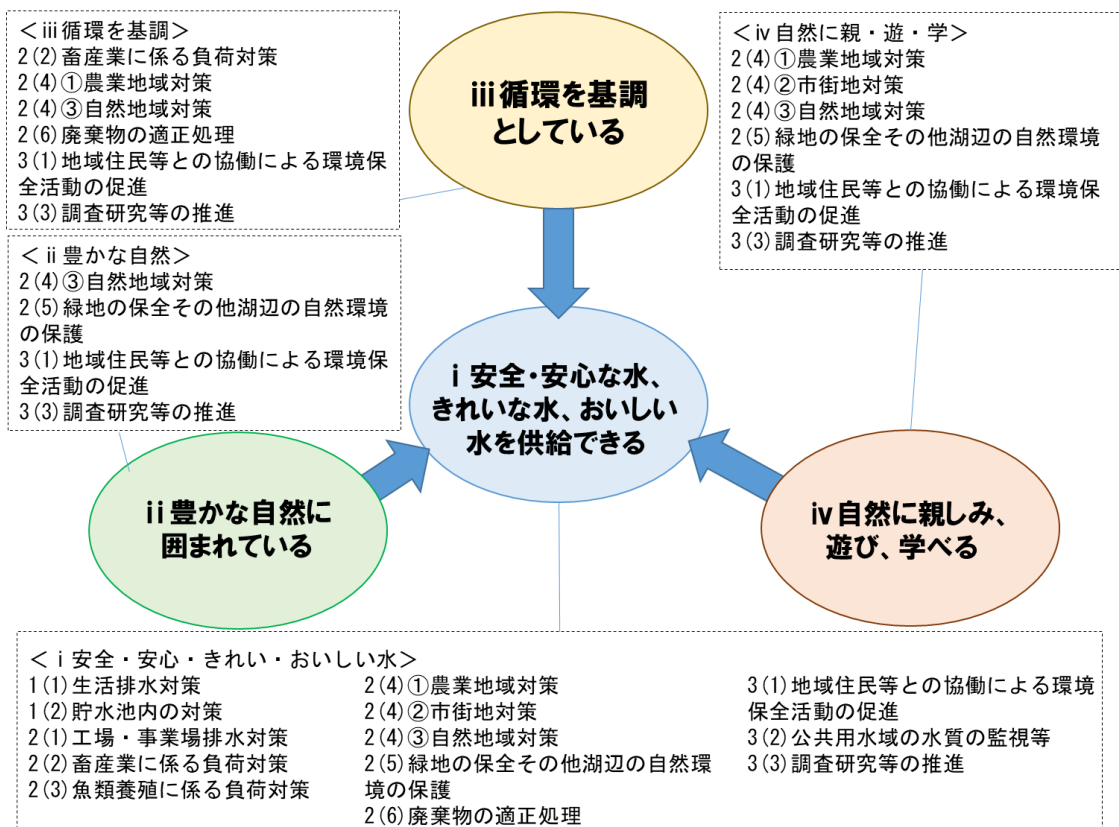 ＜ⅲ循環を基調＞
2(2)畜産業に係る負荷対策
2(4)①農業地域対策
2(4)③自然地域対策
2(6)廃棄物の適正処理
3(1)地域住民等との協働による環境保
全活動の促進
3(3)調査研究等の推進
ⅲ循環を基調
としている
＜ⅳ自然に親・遊・学＞
2(4)①農業地域対策
2(4)②市街地対策
2(4)③自然地域対策
2(5)緑地の保全その他湖辺の自然環境
の保護
3(1)地域住民等との協働による環境保
全活動の促進
3(3)調査研究等の推進
＜ⅱ豊かな自然＞
2(4)③自然地域対策
2(5)緑地の保全その他湖辺の自然環境
の保護
3(1)地域住民等との協働による環境保
全活動の促進
3(3)調査研究等の推進
ⅰ安全・安心な水、
きれいな水、おいしい
水を供給できる
ⅱ豊かな自然に
囲まれている
ⅳ自然に親しみ、
遊び、学べる
＜ⅰ安全・安心・きれい・おいしい水＞
1(1)生活排水対策
1(2)貯水池内の対策
2(1)工場・事業場排水対策
2(2)畜産業に係る負荷対策
2(3)魚類養殖に係る負荷対策
2(4)①農業地域対策
2(4)②市街地対策
2(4)③自然地域対策
2(5)緑地の保全その他湖辺の自然環
境の保護
2(6)廃棄物の適正処理
3(1)地域住民等との協働による環境
保全活動の促進
3(2)公共用水域の水質の監視等
3(3)調査研究等の推進